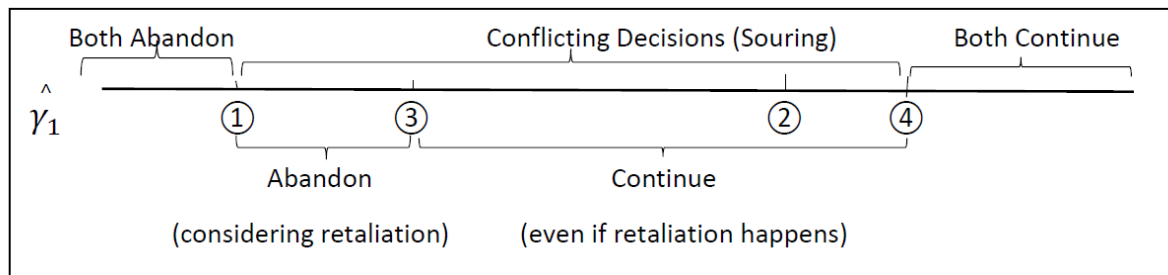 Both Abandon Conflicting Decisions (Souring) Both Continue
γ̂₁ ① ③ ② ④
Abandon Continue
(considering retaliation) (even if retaliation happens)